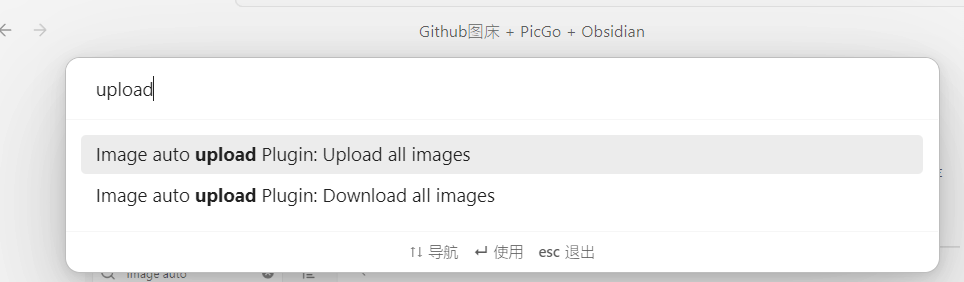 Github图床 + PicGo + Obsidian
upload
Image auto upload Plugin: Upload all images
Image auto upload Plugin: Download all images
↑↓ 导航 ↵ 使用 esc 退出
image auto